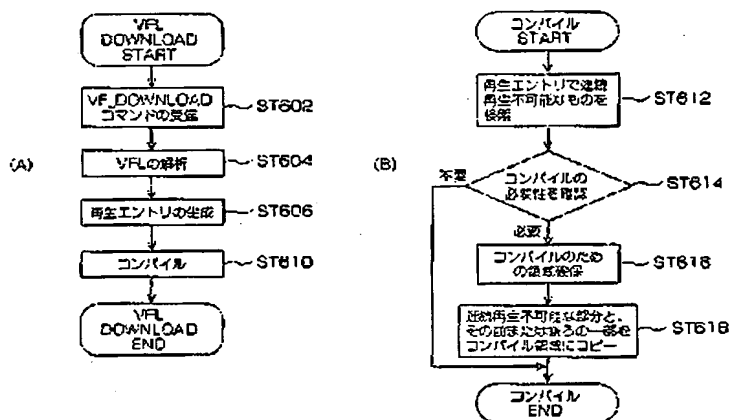 (A)
VFL
DOWNLOAD
START
VF_DOWNLOAD
コマンドの受信
ST602
VFLの解析
ST604
再生エントリの生成
ST606
コンパイル
ST610
VFL
DOWNLOAD
END
(B)
コンパイル
START
再生エントリで連続
再生不可能なものを
検索
ST612
コンパイルの
必要性を確認
ST614
不要
必要
コンパイルのため
の領域確保
ST616
連続再生不可能な部分と、
その前または後ろの一部を
コンパイル領域にコピー
ST618
コンパイル
END